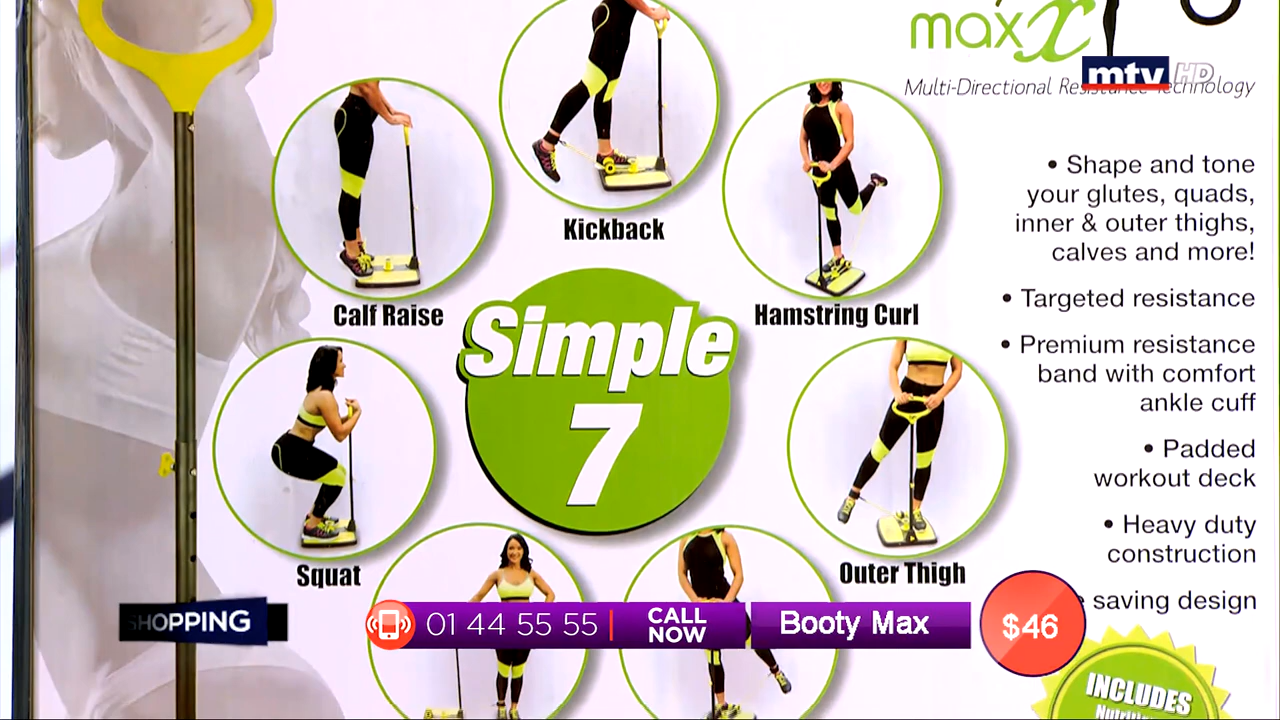 maxx
mtv HD
Multi-Directional Resistance Technology
Kickback
Calf Raise
Hamstring Curl
Simple
7
Squat
Outer Thigh
• Shape and tone
your glutes, quads,
inner & outer thighs,
calves and more!
• Targeted resistance
• Premium resistance
band with comfort
ankle cuff
• Padded
workout deck
• Heavy duty
construction
saving design
SHOPPING
01 44 55 55
CALL
NOW
Booty Max
$46
INCLUDES